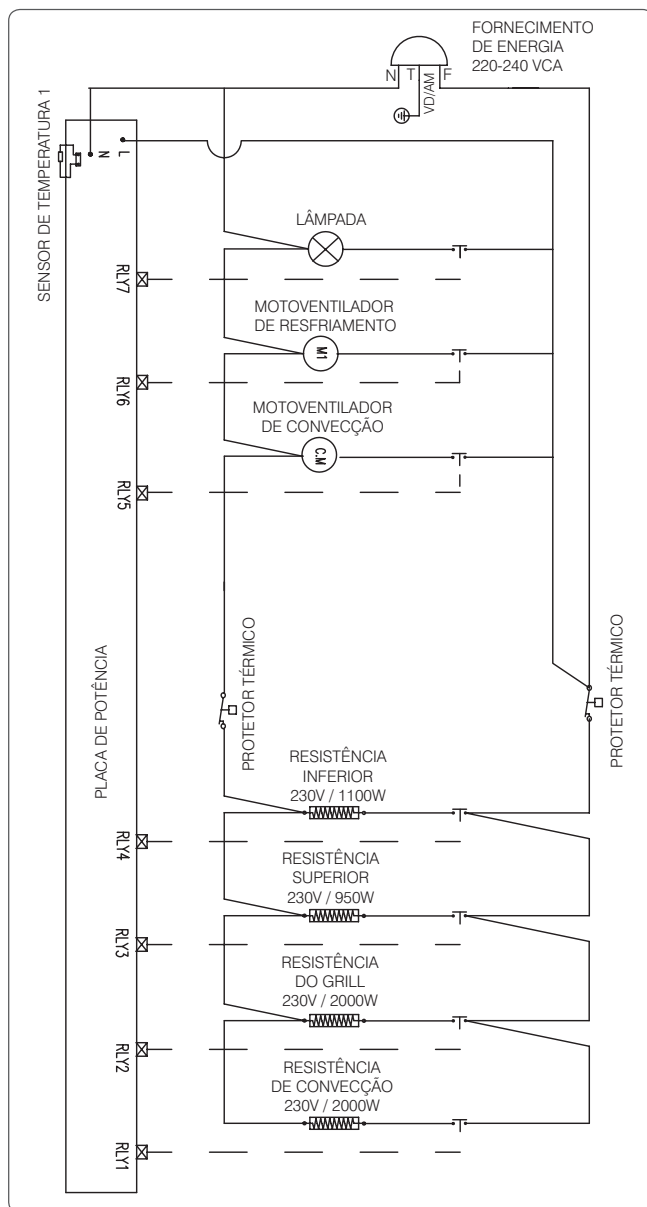 FORNECIMENTO
DE ENERGIA
220-240 VCA
N T F
VD/AM
SENSOR DE TEMPERATURA 1
N
L
LÂMPADA
RLY7
MOTOVENTILADOR
DE RESFRIAMENTO
M1
RLY6
MOTOVENTILADOR
DE CONVECÇÃO
C.M
RLY5
PLACA DE POTÊNCIA
PROTETOR TÉRMICO
PROTETOR TÉRMICO
RESISTÊNCIA
INFERIOR
230V / 1100W
RLY4
RESISTÊNCIA
SUPERIOR
230V / 950W
RLY3
RESISTÊNCIA
DO GRILL
230V / 2000W
RLY2
RESISTÊNCIA
DE CONVECÇÃO
230V / 2000W
RLY1